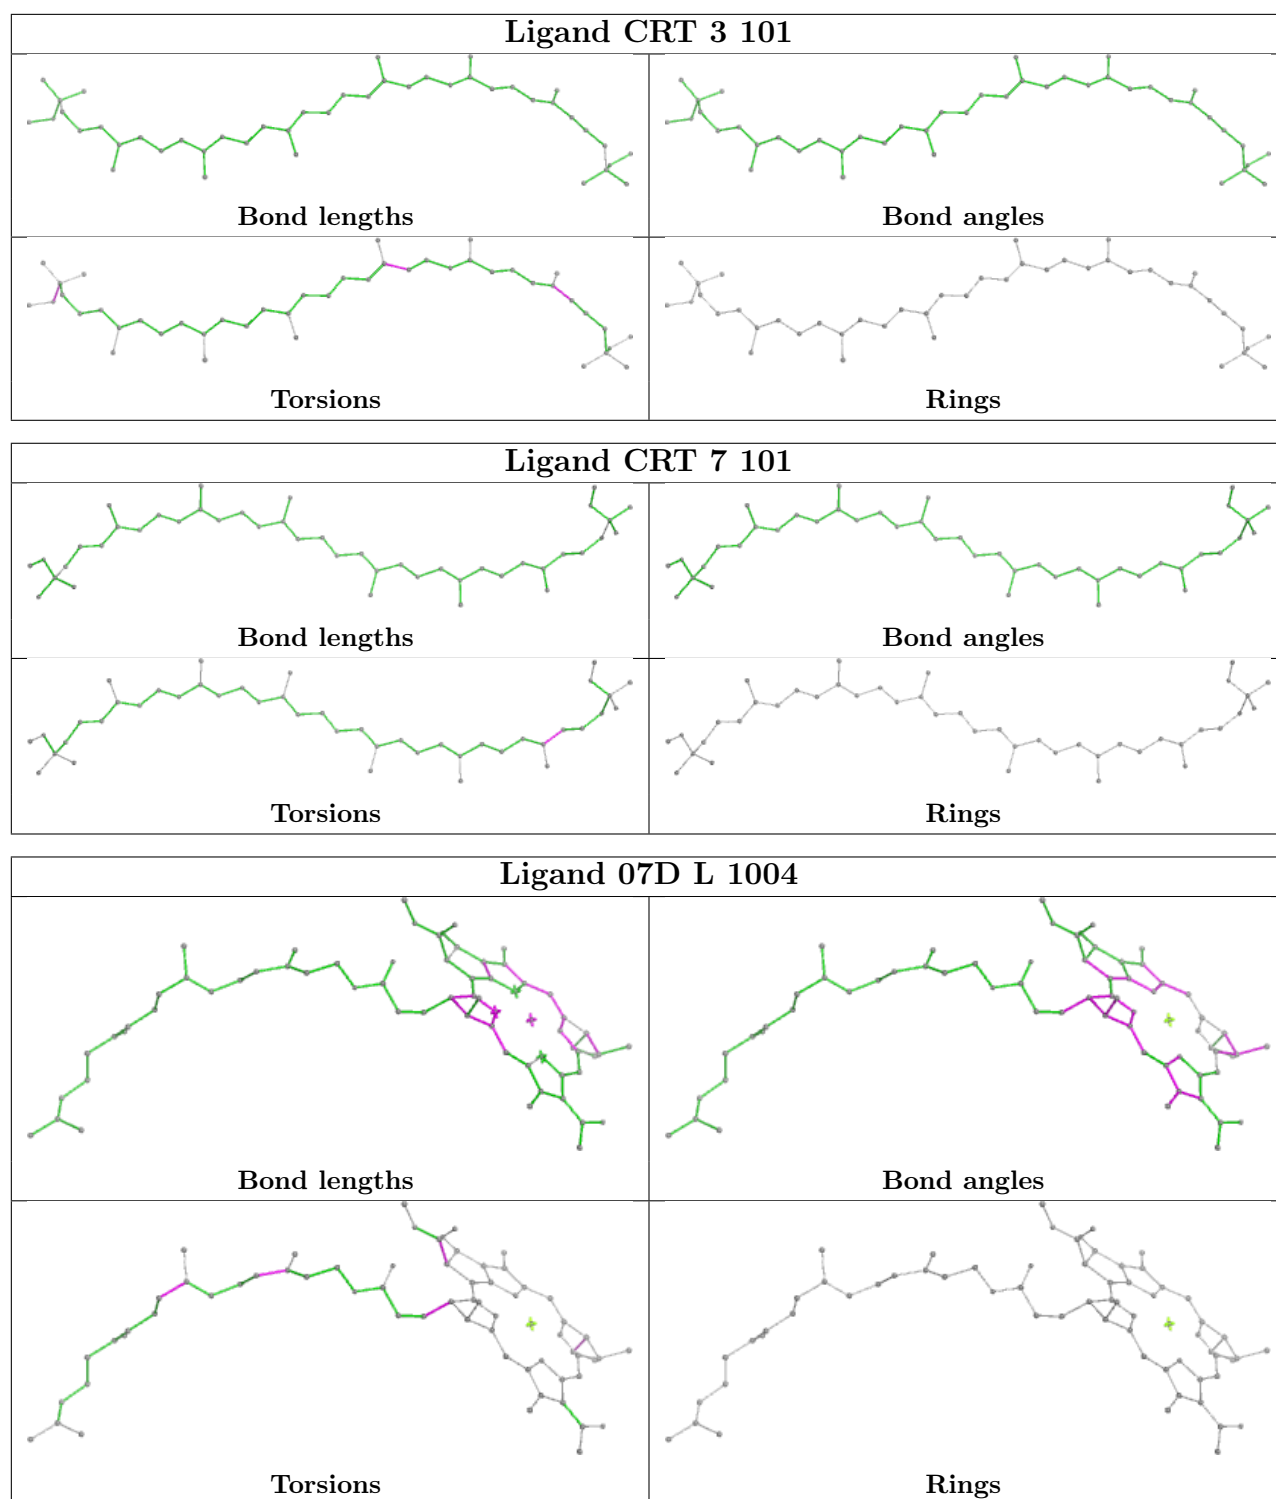 Ligand CRT 3 101
Bond lengths
Bond angles
Torsions
Rings
Ligand CRT 7 101
Bond lengths
Bond angles
Torsions
Rings
Ligand 07D L 1004
Bond lengths
Bond angles
Torsions
Rings